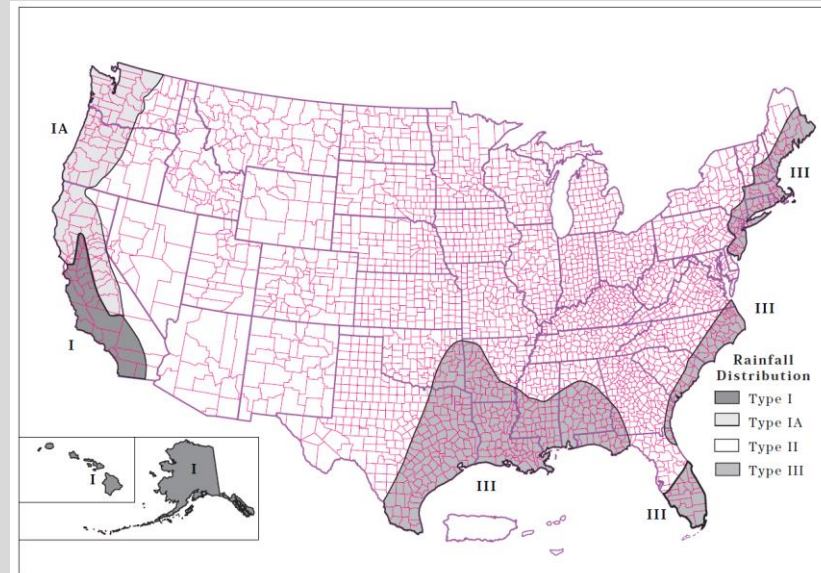 IA
III
III
I
Rainfall
Distribution
Type I
Type IA
Type II
Type III
I
I
III
III